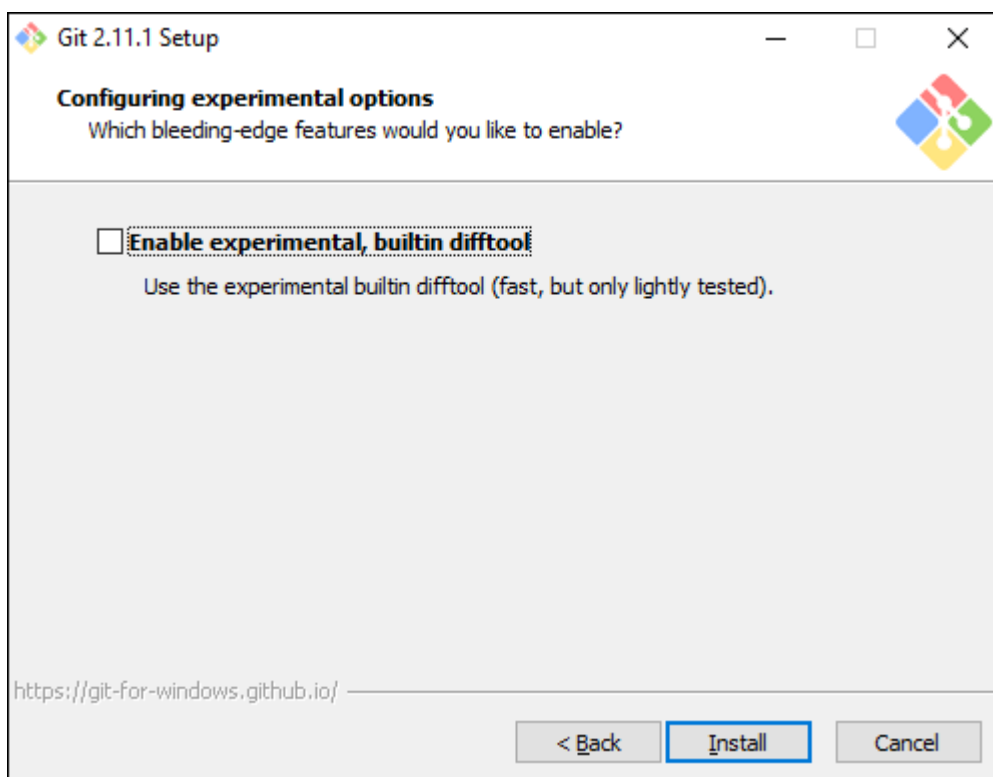 Git 2.11.1 Setup
Configuring experimental options
Which bleeding-edge features would you like to enable?
Enable experimental, builtin difftool
Use the experimental builtin difftool (fast, but only lightly tested).
https://git-for-windows.github.io/
< Back
Install
Cancel